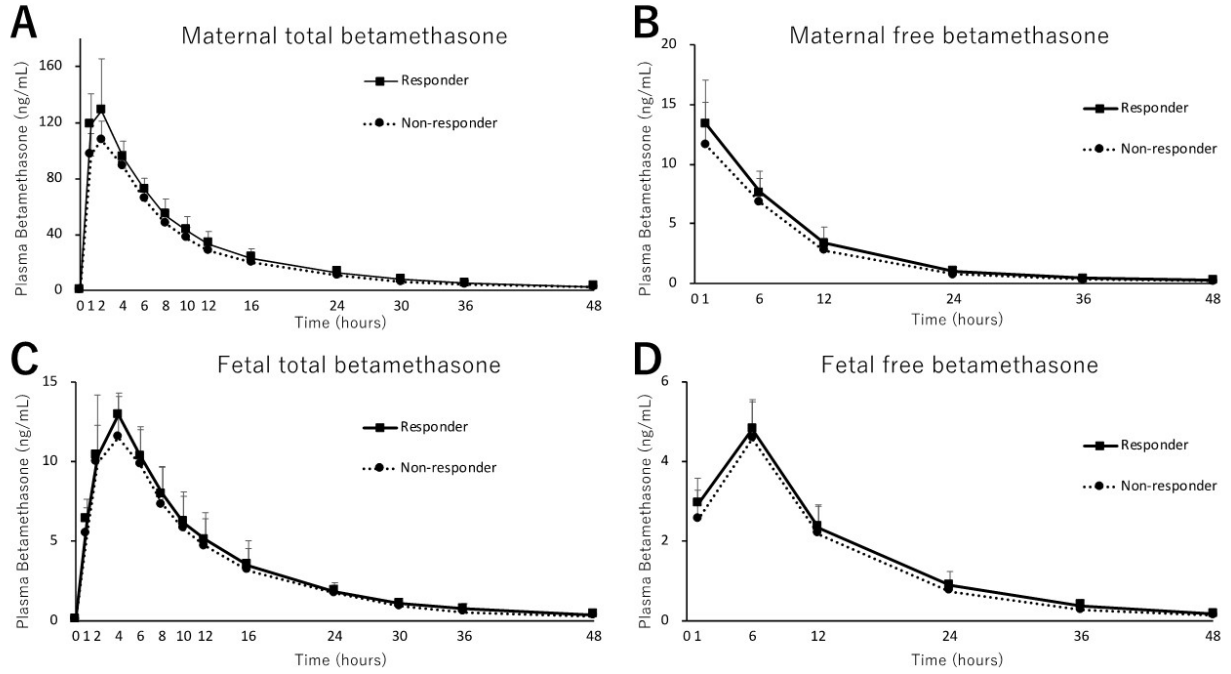 A
Maternal total betamethasone
Plasma Betamethasone (ng/mL)
160
120
80
40
0
Responder
Non-responder
0 1 2 4 6 8 10 12 16 24 30 36 48
Time (hours)
B
Maternal free betamethasone
Plasma Betamethasone (ng/mL)
20
15
10
5
0
Responder
Non-responder
0 1 6 12 24 36 48
Time (hours)
C
Fetal total betamethasone
Plasma Betamethasone (ng/mL)
15
10
5
0
Responder
Non-responder
0 1 2 4 6 8 10 12 16 24 30 36 48
Time (hours)
D
Fetal free betamethasone
Plasma Betamethasone (ng/mL)
6
4
2
0
Responder
Non-responder
0 1 6 12 24 36 48
Time (hours)